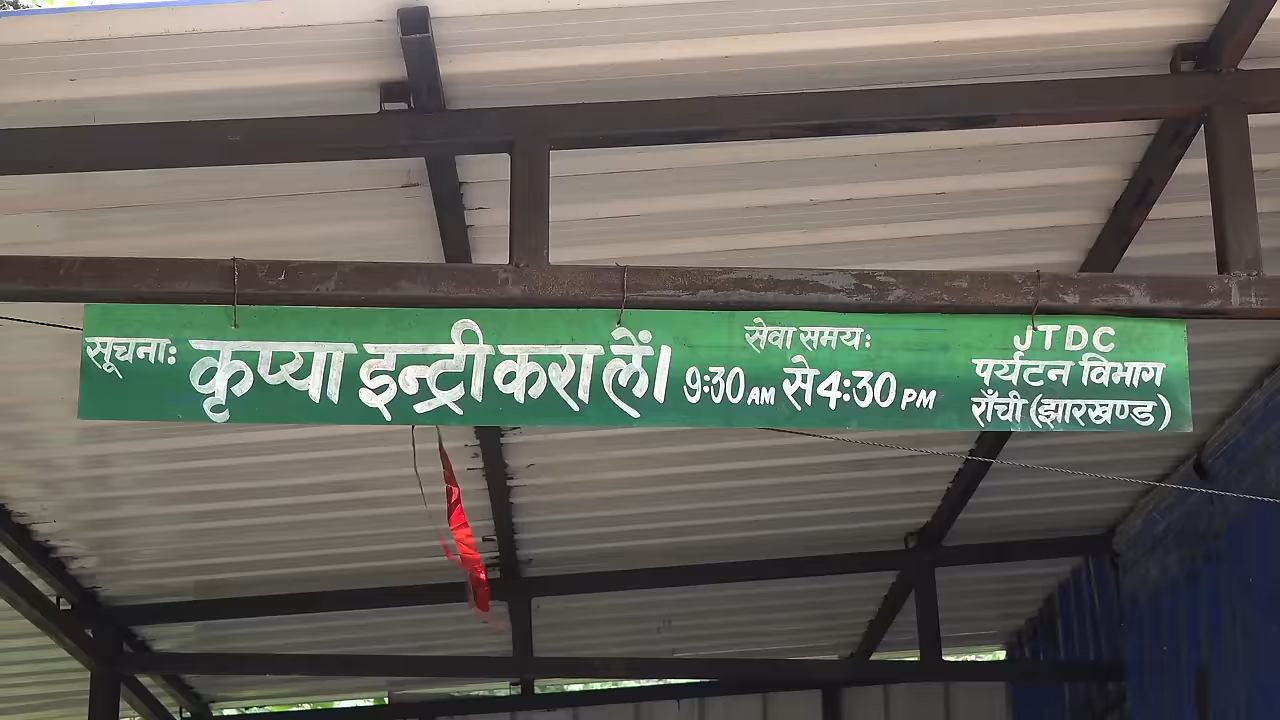 सूचनाः कृप्या इन्ट्री करा लें।
सेवा समयः
9:30 AM से 4:30 PM
JTDC
पर्यटन विभाग
राँची (झारखण्ड)